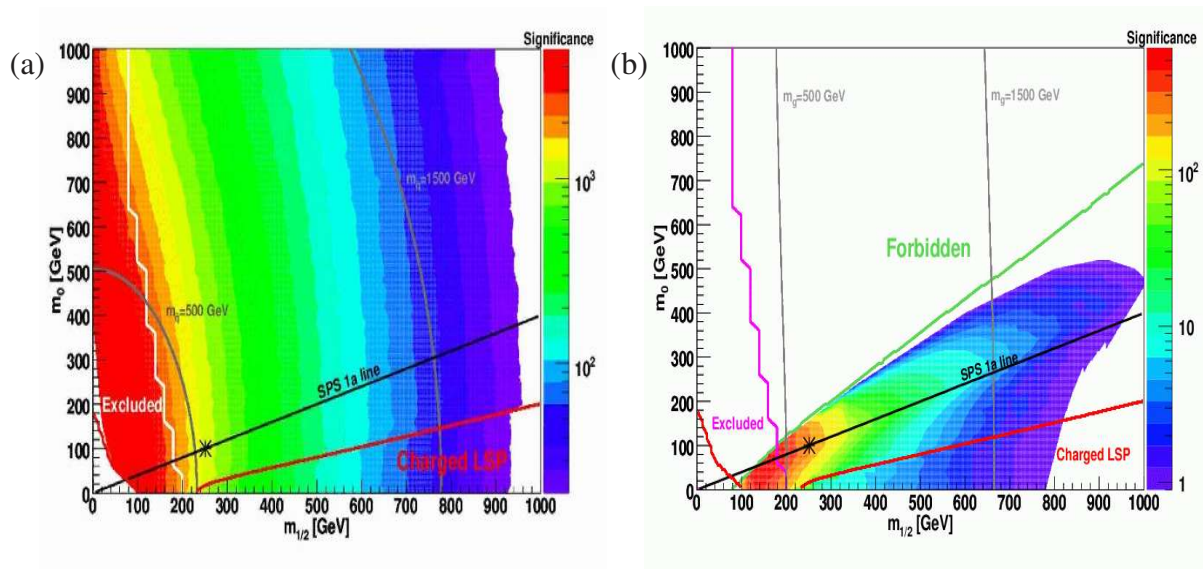 (a)
Significance
1000
900
800
700
600
500
400
300
200
100
0
m₀ [GeV]
10³
10²
m_q=1500 GeV
m_q=500 GeV
SPS 1a line
Excluded
Charged LSP
0 100 200 300 400 500 600 700 800 900 1000
m₁/₂ [GeV]
(b)
Significance
1000
900
800
700
600
500
400
300
200
100
0
m₀ [GeV]
10²
10
1
m_g=500 GeV
m_g=1500 GeV
Forbidden
SPS 1a line
Excluded
Charged LSP
0 100 200 300 400 500 600 700 800 900 1000
m₁/₂ [GeV]